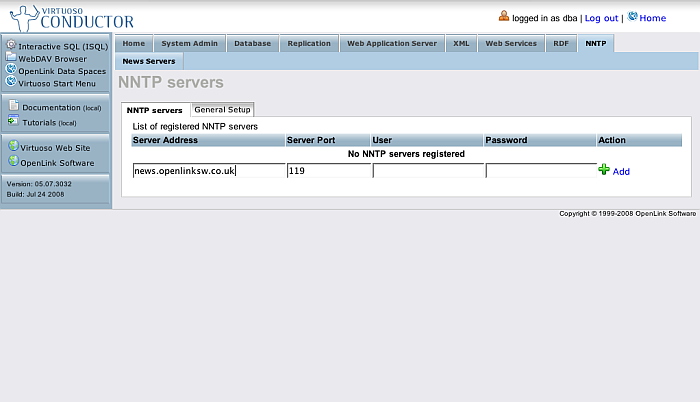 VIRTUOSO
CONDUCTOR
logged in as dba | Log out | Home
Interactive SQL (ISQL)
WebDAV Browser
OpenLink Data Spaces
Virtuoso Start Menu
Documentation (local)
Tutorials (local)
Virtuoso Web Site
OpenLink Software
Version: 05.07.3032
Build: Jul 24 2008
Home System Admin Database Replication Web Application Server XML Web Services RDF NNTP
News Servers
NNTP servers
NNTP servers General Setup
List of registered NNTP servers
Server Address Server Port User Password Action
No NNTP servers registered
news.openlinksw.co.uk 119 Add
Copyright © 1999-2008 OpenLink Software